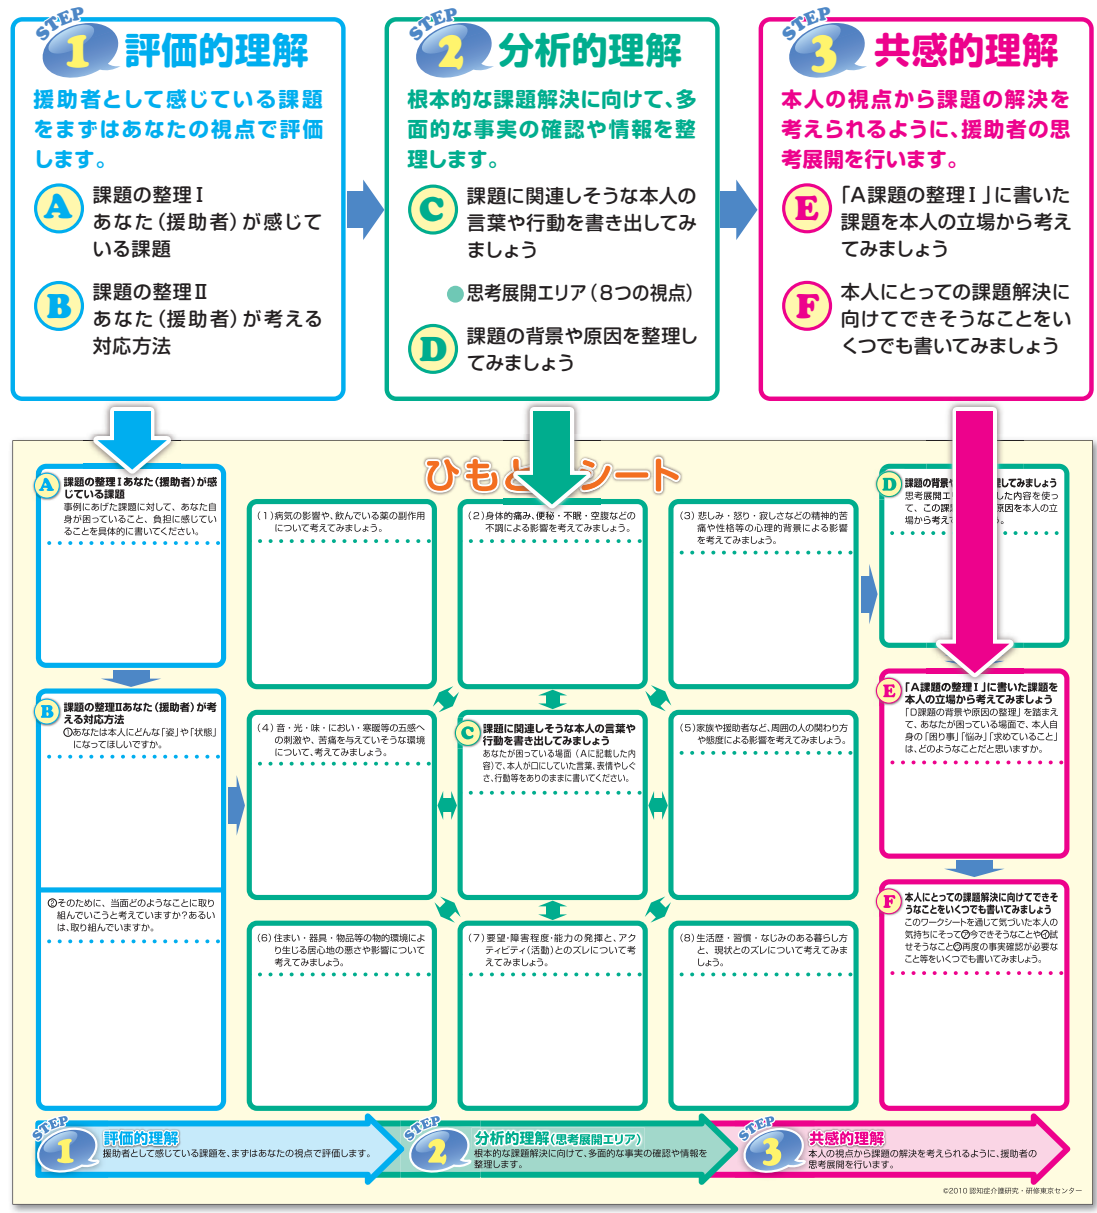 STEP
1 評価的理解
援助者として感じている課題
をまずはあなたの視点で評価
します。
A 課題の整理Ⅰ
あなた(援助者)が感じて
いる課題
B 課題の整理Ⅱ
あなた(援助者)が考える
対応方法
STEP
2 分析的理解
根本的な課題解決に向けて、多
面的な事実の確認や情報を整
理します。
C 課題に関連しそうな本人の
言葉や行動を書き出してみ
ましょう
●思考展開エリア(8つの視点)
D 課題の背景や原因を整理し
てみましょう
STEP
3 共感的理解
本人の視点から課題の解決を
考えられるように、援助者の思
考展開を行います。
E 「A課題の整理Ⅰ」に書いた
課題を本人の立場から考え
てみましょう
F 本人にとっての課題解決に
向けてできそうなことをい
くつでも書いてみましょう
ひもと シート
A 課題の整理Ⅰあなた(援助者)が感
じている課題
事例にあげた課題に対して、あなた自
身が困っていること、負担に感じてい
ることを具体的に書いてください。
B 課題の整理Ⅱあなた(援助者)が考
える対応方法
①あなたは本人にどんな「姿」や「状態」
になってほしいですか。
②そのために、当面どのようなことに取り
組んでいこうと考えていますか?あるい
は、取り組んでいますか。
(1)病気の影響や、飲んでいる薬の副作用
について考えてみましょう。
(2)身体的痛み、便秘・不眠・空腹などの
不調による影響を考えてみましょう。
(3)悲しみ・怒り・寂しさなどの精神的苦
痛や性格等の心理的背景による影響
を考えてみましょう。
(4)音・光・味・におい・寒暖等の五感へ
の刺激や、苦痛を与えていそうな環境
について、考えてみましょう。
C 課題に関連しそうな本人の言葉や
行動を書き出してみましょう
あなたが困っている場面(Aに記載した内
容)で、本人が口にしていた言葉、表情やしぐ
さ、行動等をありのままに書いてください。
(5)家族や援助者など、周囲の人の関わり方
や態度による影響を考えてみましょう。
(6)住まい・器具・物品等の物的環境によ
り生じる居心地の悪さや影響について
考えてみましょう。
(7)要望・障害程度・能力の発揮と、アク
ティビティ(活動)とのズレについて考
えてみましょう。
(8)生活歴・習慣・なじみのある暮らし方
と、現状とのズレについて考えてみま
しょう。
D 課題の背景 理してみましょう
思考展開エ した内容を使っ
て、この課 原因を本人の立
場から考え
E 「A課題の整理Ⅰ」に書いた課題を
本人の立場から考えてみましょう
「D課題の背景や原因の整理」を踏まえ
て、あなたが困っている場面で、本人自
身の「困り事」「悩み」「求めていること」
は、どのようなことだと思いますか。
F 本人にとっての課題解決に向けてできそ
うなことをいくつでも書いてみましょう
このワークシートを通じて気づいた本人の
気持ちにそって㋐今できそうなことや㋑試
せそうなこと㋒再度の事実確認が必要な
こと等をいくつでも書いてみましょう。
STEP
1 評価的理解
援助者として感じている課題を、まずはあなたの視点で評価します。
STEP
2 分析的理解(思考展開エリア)
根本的な課題解決に向けて、多面的な事実の確認や情報を
整理します。
STEP
3 共感的理解
本人の視点から課題の解決を考えられるように、援助者の
思考展開を行います。
©2010 認知症介護研究・研修東京センター